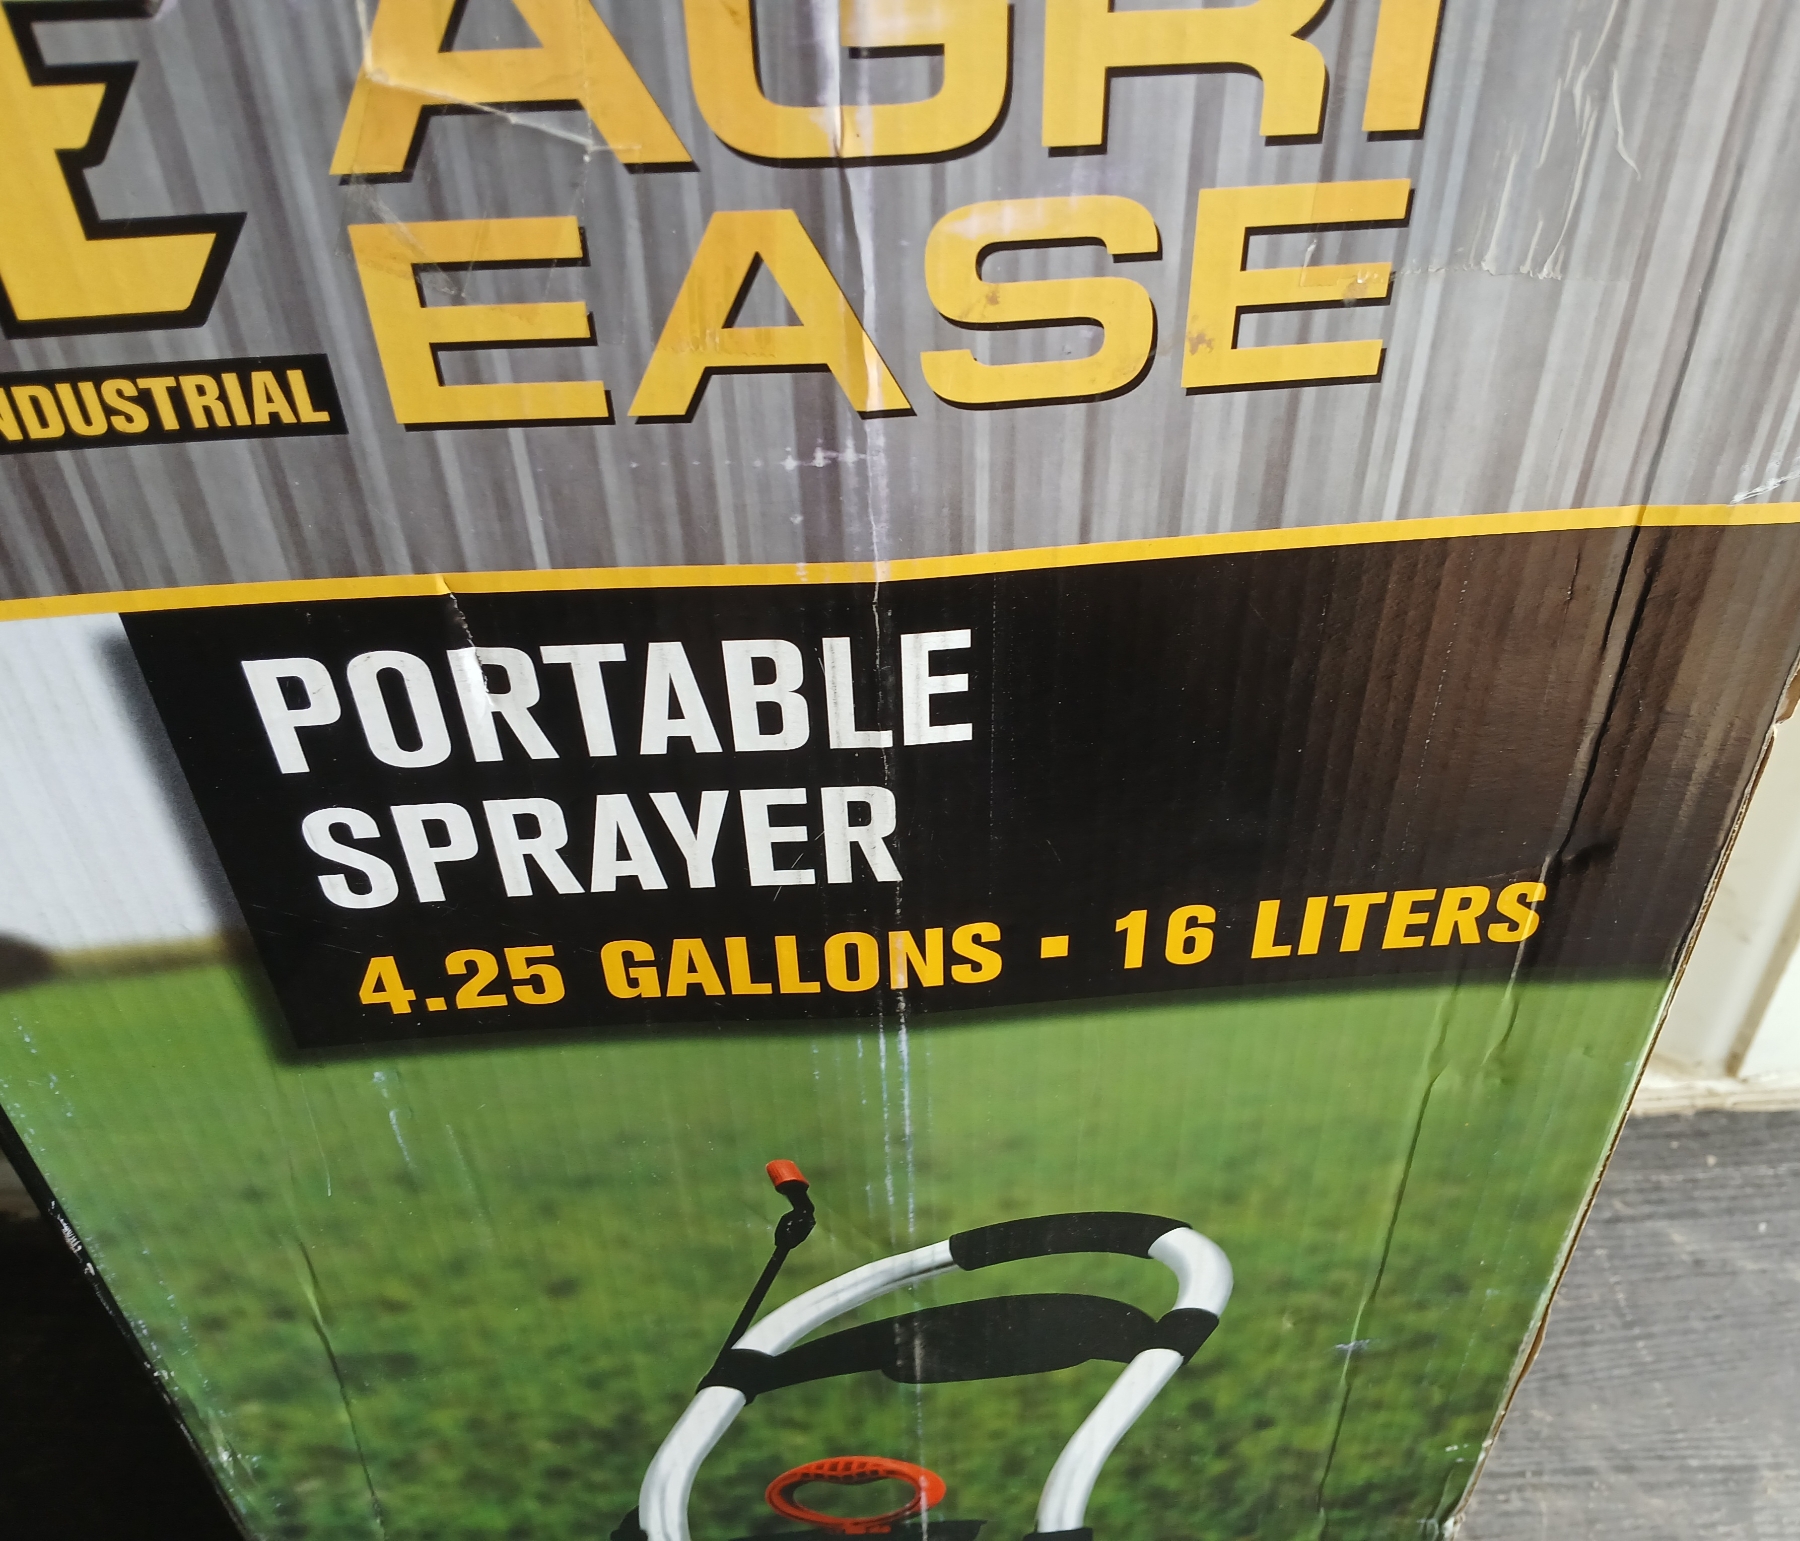 AGRI
EASE
INDUSTRIAL
PORTABLE
SPRAYER
4.25 GALLONS ▪ 16 LITERS